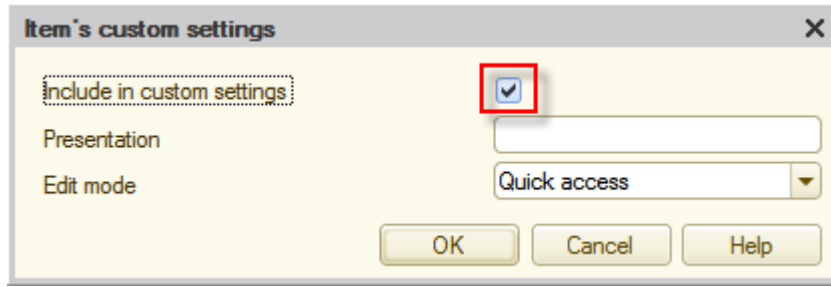 Item's custom settings
Include in custom settings
Presentation
Edit mode Quick access
OK Cancel Help